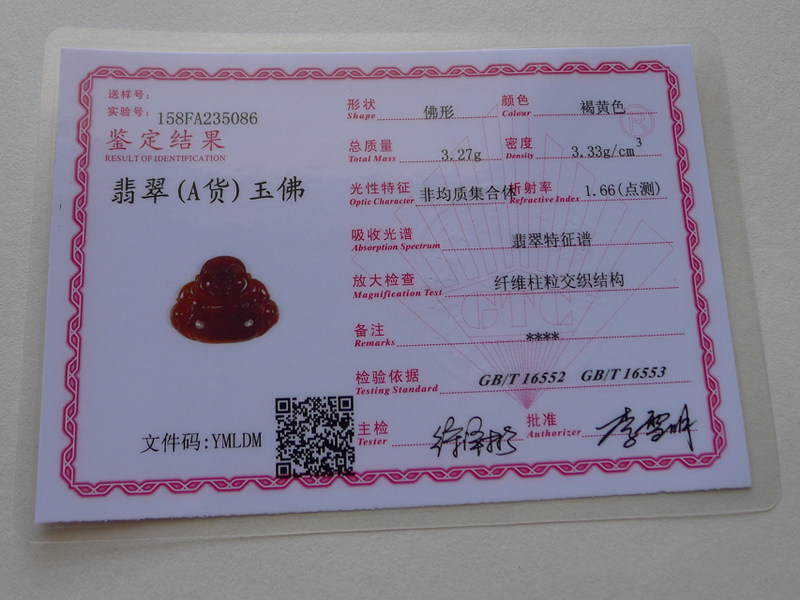 送样号:
实验号: 158FA235086
鉴定结果
RESULT OF IDENTIFICATION
翡翠(A货)玉佛
文件码:YMLDM
形状 佛形 颜色 褐黄色
Shape Colour
总质量 3.27g 密度 3.33g/cm³
Total Mass Density
光性特征 非均质集合体 折射率 1.66(点测)
Optic Character Refractive Index
吸收光谱 翡翠特征谱
Absorption Spectrum
放大检查 纤维柱粒交织结构
Magnification Test
备注 ****
Remarks
检验依据 GB/T 16552 GB/T 16553
Testing Standard
主检 批准
Tester Authorizer
®